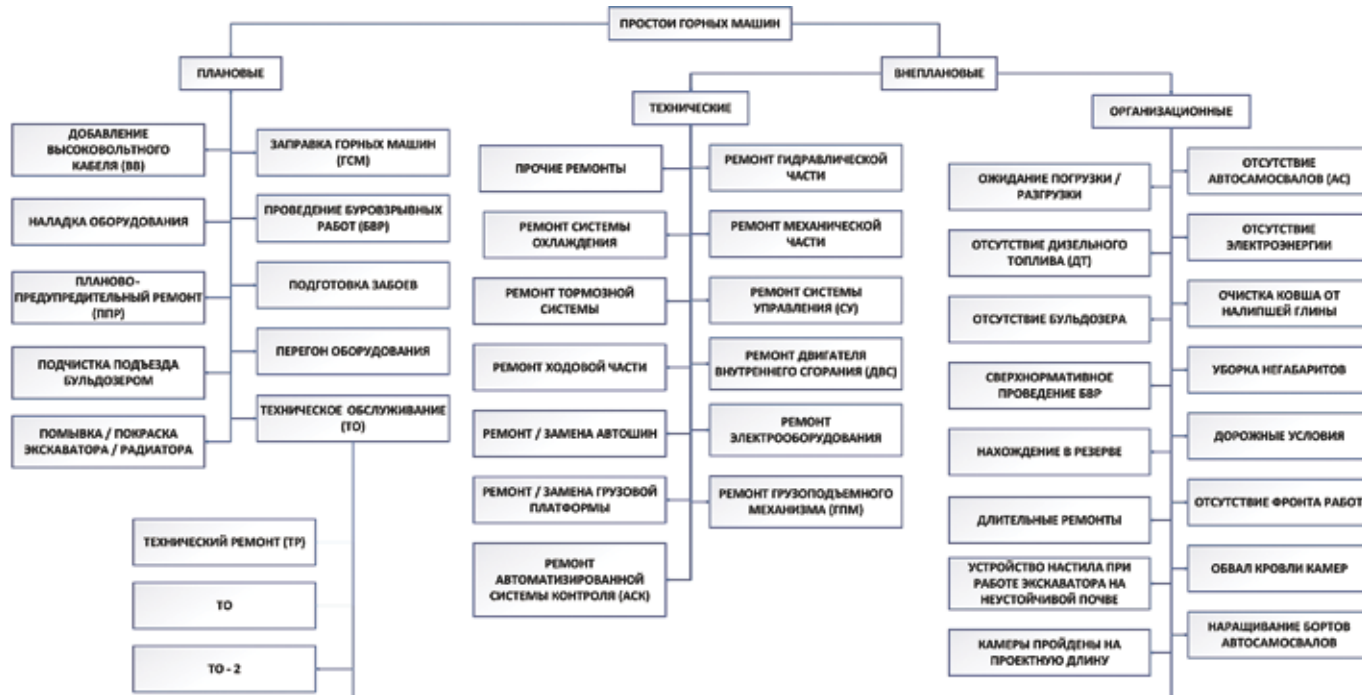 ПРОСТОИ ГОРНЫХ МАШИН
ПЛАНОВЫЕ
ВНЕПЛАНОВЫЕ
ТЕХНИЧЕСКИЕ
ОРГАНИЗАЦИОННЫЕ
ДОБАВЛЕНИЕ
ВЫСОКОВОЛЬТНОГО
КАБЕЛЯ (ВВ)
ЗАПРАВКА ГОРНЫХ МАШИН
(ГСМ)
НАЛАДКА ОБОРУДОВАНИЯ
ПРОВЕДЕНИЕ БУРОВЗРЫВНЫХ
РАБОТ (БВР)
ПЛАНОВО-
ПРЕДУПРЕДИТЕЛЬНЫЙ РЕМОНТ
(ППР)
ПОДГОТОВКА ЗАБОЕВ
ПОДЧИСТКА ПОДЪЕЗДА
БУЛЬДОЗЕРОМ
ПЕРЕГОН ОБОРУДОВАНИЯ
ПОМЫВКА / ПОКРАСКА
ЭКСКАВАТОРА / РАДИАТОРА
ТЕХНИЧЕСКОЕ ОБСЛУЖИВАНИЕ
(ТО)
ТЕХНИЧЕСКИЙ РЕМОНТ (ТР)
ТО
ТО - 2
ПРОЧИЕ РЕМОНТЫ
РЕМОНТ ГИДРАВЛИЧЕСКОЙ
ЧАСТИ
РЕМОНТ СИСТЕМЫ
ОХЛАЖДЕНИЯ
РЕМОНТ МЕХАНИЧЕСКОЙ
ЧАСТИ
РЕМОНТ ТОРМОЗНОЙ
СИСТЕМЫ
РЕМОНТ СИСТЕМЫ
УПРАВЛЕНИЯ (СУ)
РЕМОНТ ХОДОВОЙ ЧАСТИ
РЕМОНТ ДВИГАТЕЛЯ
ВНУТРЕННЕГО СГОРАНИЯ (ДВС)
РЕМОНТ / ЗАМЕНА АВТОШИН
РЕМОНТ
ЭЛЕКТРООБОРУДОВАНИЯ
РЕМОНТ / ЗАМЕНА ГРУЗОВОЙ
ПЛАТФОРМЫ
РЕМОНТ ГРУЗОПОДЪЕМНОГО
МЕХАНИЗМА (ГПМ)
РЕМОНТ
АВТОМАТИЗИРОВАННОЙ
СИСТЕМЫ КОНТРОЛЯ (АСК)
ОЖИДАНИЕ ПОГРУЗКИ /
РАЗГРУЗКИ
ОТСУТСТВИЕ
АВТОСАМОСВАЛОВ (АС)
ОТСУТСТВИЕ ДИЗЕЛЬНОГО
ТОПЛИВА (ДТ)
ОТСУТСТВИЕ
ЭЛЕКТРОЭНЕРГИИ
ОТСУТСТВИЕ БУЛЬДОЗЕРА
ОЧИСТКА КОВША ОТ
НАЛИПШЕЙ ГЛИНЫ
СВЕРХНОРМАТИВНОЕ
ПРОВЕДЕНИЕ БВР
УБОРКА НЕГАБАРИТОВ
НАХОЖДЕНИЕ В РЕЗЕРВЕ
ДОРОЖНЫЕ УСЛОВИЯ
ДЛИТЕЛЬНЫЕ РЕМОНТЫ
ОТСУТСТВИЕ ФРОНТА РАБОТ
УСТРОЙСТВО НАСТИЛА ПРИ
РАБОТЕ ЭКСКАВАТОРА НА
НЕУСТОЙЧИВОЙ ПОЧВЕ
ОБВАЛ КРОВЛИ КАМЕР
КАМЕРЫ ПРОЙДЕНЫ НА
ПРОЕКТНУЮ ДЛИНУ
НАРАЩИВАНИЕ БОРТОВ
АВТОСАМОСВАЛОВ